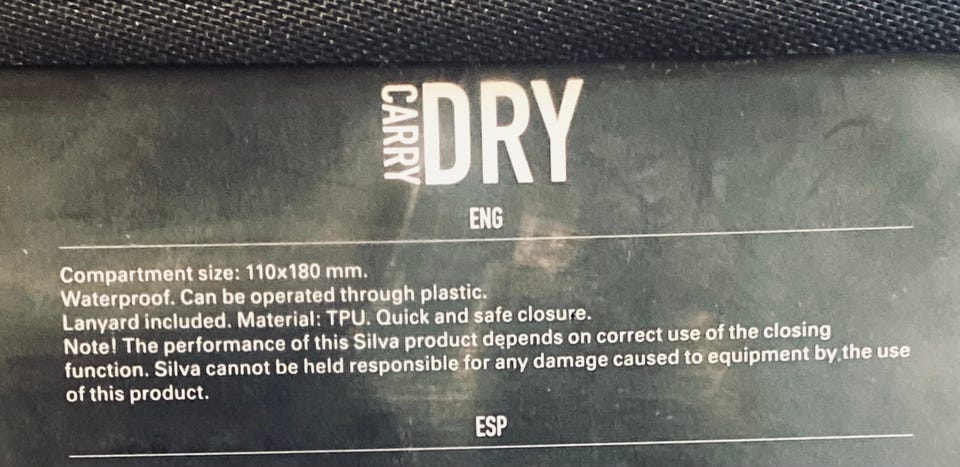 CARRY DRY
ENG
Compartment size: 110x180 mm.
Waterproof. Can be operated through plastic.
Lanyard included. Material: TPU. Quick and safe closure.
Note! The performance of this Silva product depends on correct use of the closing
function. Silva cannot be held responsible for any damage caused to equipment by the use
of this product.
ESP